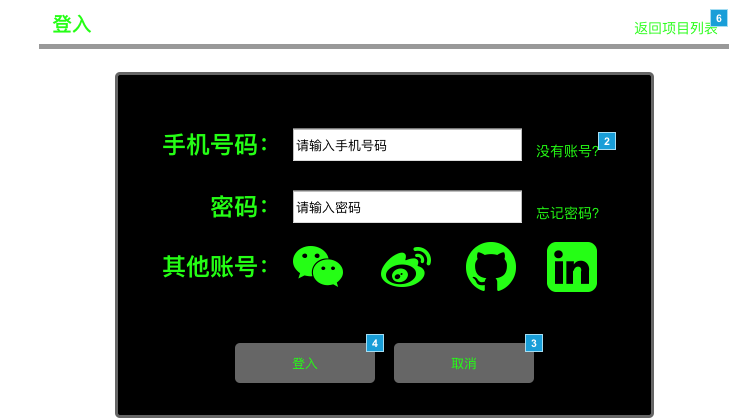 登入
返回项目列表 6
手机号码： 请输入手机号码 没有账号? 2
密码： 请输入密码 忘记密码?
其他账号： in
登入 4 取消 3